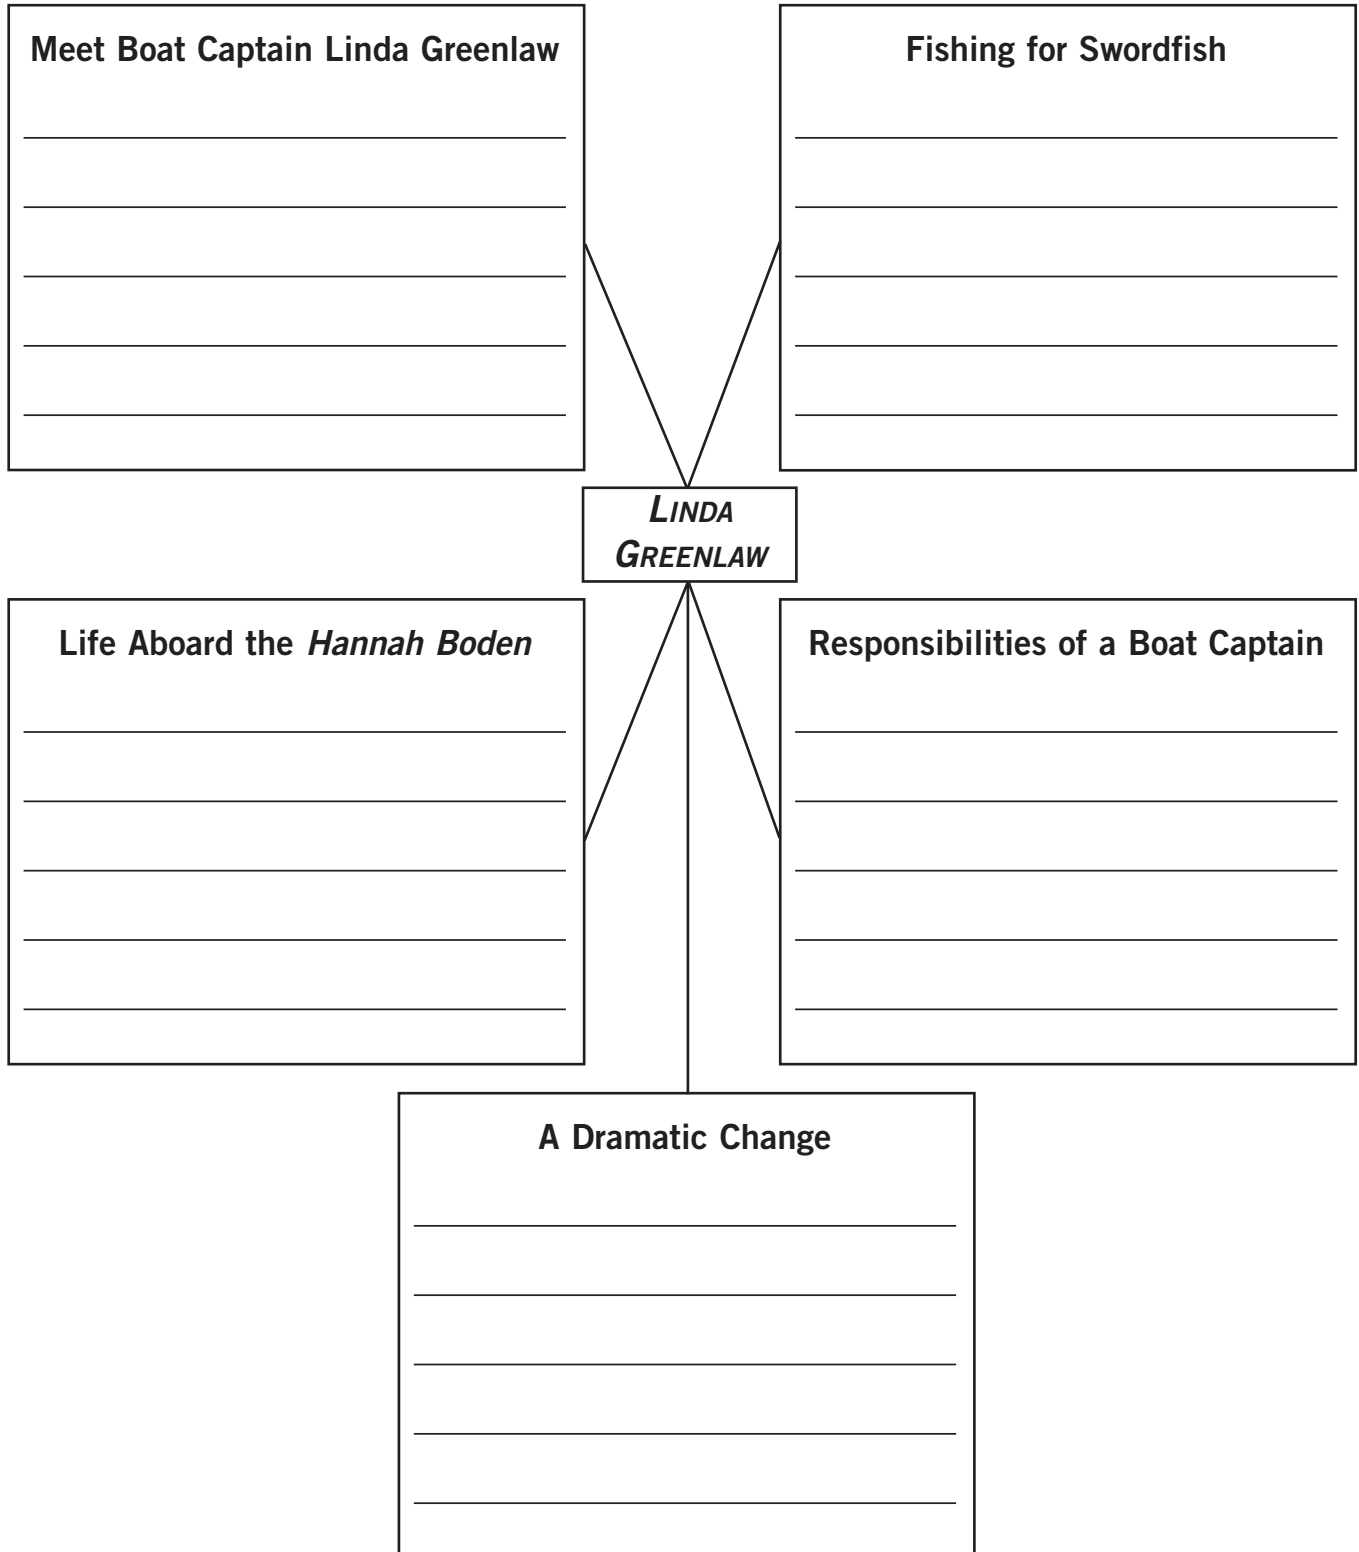 Meet Boat Captain Linda Greenlaw
Fishing for Swordfish
LINDA
GREENLAW
Life Aboard the Hannah Boden
Responsibilities of a Boat Captain
A Dramatic Change